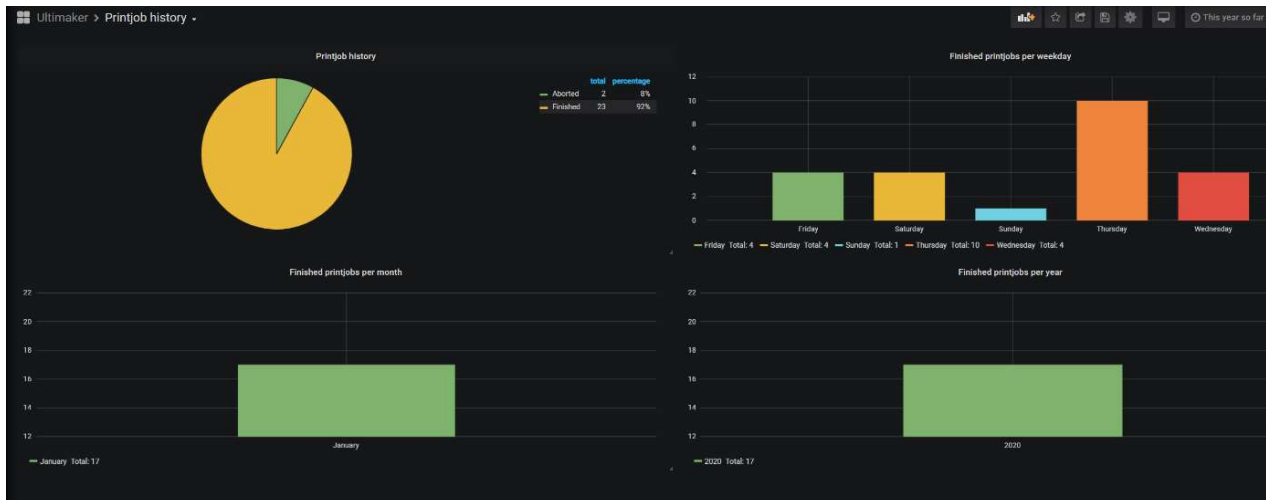 Ultimaker > Printjob history
This year so far
Printjob history
total percentage
Aborted 2 8%
Finished 23 92%
Finished printjobs per weekday
12
10
8
6
4
2
0
Friday Saturday Sunday Thursday Wednesday
Friday Total: 4 Saturday Total: 4 Sunday Total: 1 Thursday Total: 10 Wednesday Total: 4
Finished printjobs per month
22
20
18
16
14
12
January
January Total: 17
Finished printjobs per year
22
20
18
16
14
12
2020
2020 Total: 17